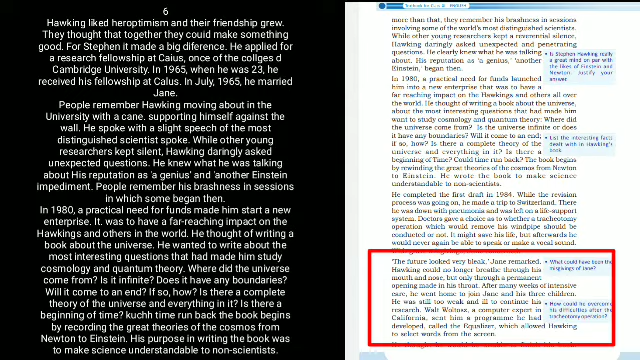 6
Hawking liked heroptimism and their friendship grew.
They thought that together they couid make something
good. For Stephen it made a big diference. He applied for
a research fellowship at Caius, once of the collges d
Cambridge University. In 1965, when he was 23, he
received his fellowship at Caius. In July, 1965, he married
Jane.
People remember Hawking moving about in the
University with a cane, supporting himself against the
wall. He spoke with a slight speech of the most
distinguished scientist spoke. While other young
researchers kept silent, Hawking daringly asked
unexpected questions. He knew what he was talking
about His reputation as 'a genius' and 'another Einstein
impediment. People remember his brashness in sessions
in which some began then.
In 1980, a practical need for funds made him start a new
enterprise. It. was to have a far-reaching impact on the
Hawkings and others in the world. He thought of writing a
book about the universe. He wanted to write about the
most interesting questions that had made him study
cosmology and quantum theory. Where did the universe
come from? Is it infnite? Does it have any boundaries?
Will it come to an end? If so, how? Is there a complete
theory of the universe and everything in it? Is there a
beginning of time? kuchh time run back the book begins
by recording the great theories of the cosmos from
Newton to Einstein. His purpose in writing the book was
to make science understandable to non-scientists.
more than that, they remember his brashness in sessions
involving some of the world's most distinguished scientists.
While other young researchers kept a reverential silence,
Hawking daringly asked unexpected and penetrating
questions. He clearly knew what he was talking
about. His reputation as 'a genius', 'another
Einstein', began then.
Is Stephen Hawking really
a great mind on par with
the likes of Einstein and
Newton Justify your
answer
In 1980, a practical need for funds launched
him into a new enterprise that was to have a
far reaching impact on the Hawkings and others all over
the world. He thought of writing a book about the universe,
about the most interesting questions that had made him
want to study cosmology and quantum theory: Where did
the universe come from? Is the universe infinite or does
it have any boundaries? Will it come to an end;
if so, how? Is there a complete theory of the
universe and everything in it? Is there a
beginning of Time? Could time run back? The book begins
by rewinding the great theories of the cosmos from Newton
to Einstein. He wrote the book to make science
understandable to non-scientists.
List the interesting facts
dealt with in Hawking's
book
He completed the first draft in 1984. While the revision
process was going on, he made a trip to Switzerland. There
he was down with pneumonia and was left on a life-support
system. Doctors gave a choice as to whether a tracheotomy
operation which would remove his windpipe should be
conducted or not. It might save his life, but afterwards he
would never again be able to speak or make a vocal sound.
'The future looked very bleak,' Jane remarked.
Hawking could no longer breathe through his
mouth and nose, but only through a permanent
opening made in his throat. After many weeks of intensive
care, he went home to join Jane and his three children.
He was still too weak and ill to continue his
research. Walt Woltosz, a computer expert in
California, sent him a programme he had
developed, called the Equalizer, which allowed Hawking
to select words from the screen.
What could have been the
misgivings of Jane?
How could he overcome
his difficulties after the
tracheotomy operation?